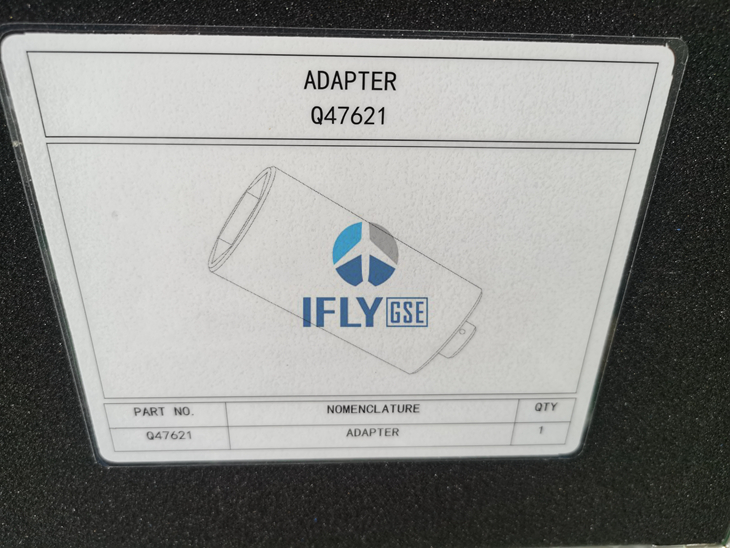 ADAPTER
Q47621
IFLY GSE
PART NO. NOMENCLATURE QTY
Q47621 ADAPTER 1